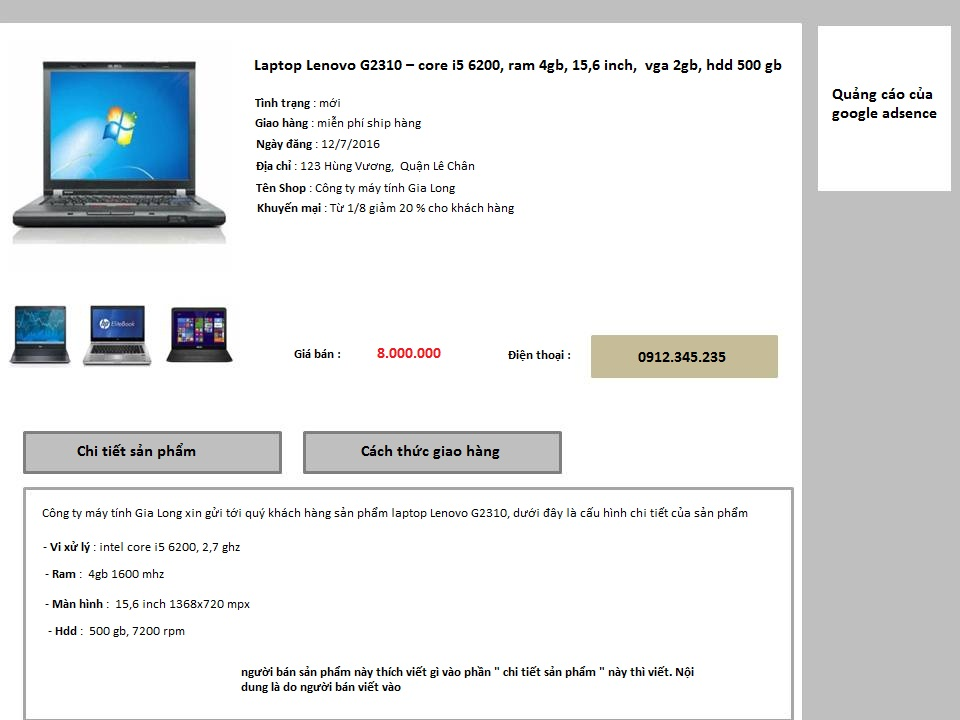 Laptop Lenovo G2310 – core i5 6200, ram 4gb, 15,6 inch, vga 2gb, hdd 500 gb
Tình trạng : mới
Giao hàng : miễn phí ship hàng
Ngày đăng : 12/7/2016
Địa chỉ : 123 Hùng Vương, Quận Lê Chân
Tên Shop : Công ty máy tính Gia Long
Khuyến mại : Từ 1/8 giảm 20 % cho khách hàng
Quảng cáo của
google adsence
hp EliteBook
Giá bán :
8.000.000
Điện thoại :
0912.345.235
Chi tiết sản phẩm
Cách thức giao hàng
Công ty máy tính Gia Long xin gửi tới quý khách hàng sản phẩm laptop Lenovo G2310, dưới đây là cấu hình chi tiết của sản phẩm
- Vi xử lý : intel core i5 6200, 2,7 ghz
- Ram : 4gb 1600 mhz
- Màn hình : 15,6 inch 1368x720 mpx
- Hdd : 500 gb, 7200 rpm
người bán sản phẩm này thích viết gì vào phần " chi tiết sản phẩm " này thì viết. Nội
dung là do người bán viết vào